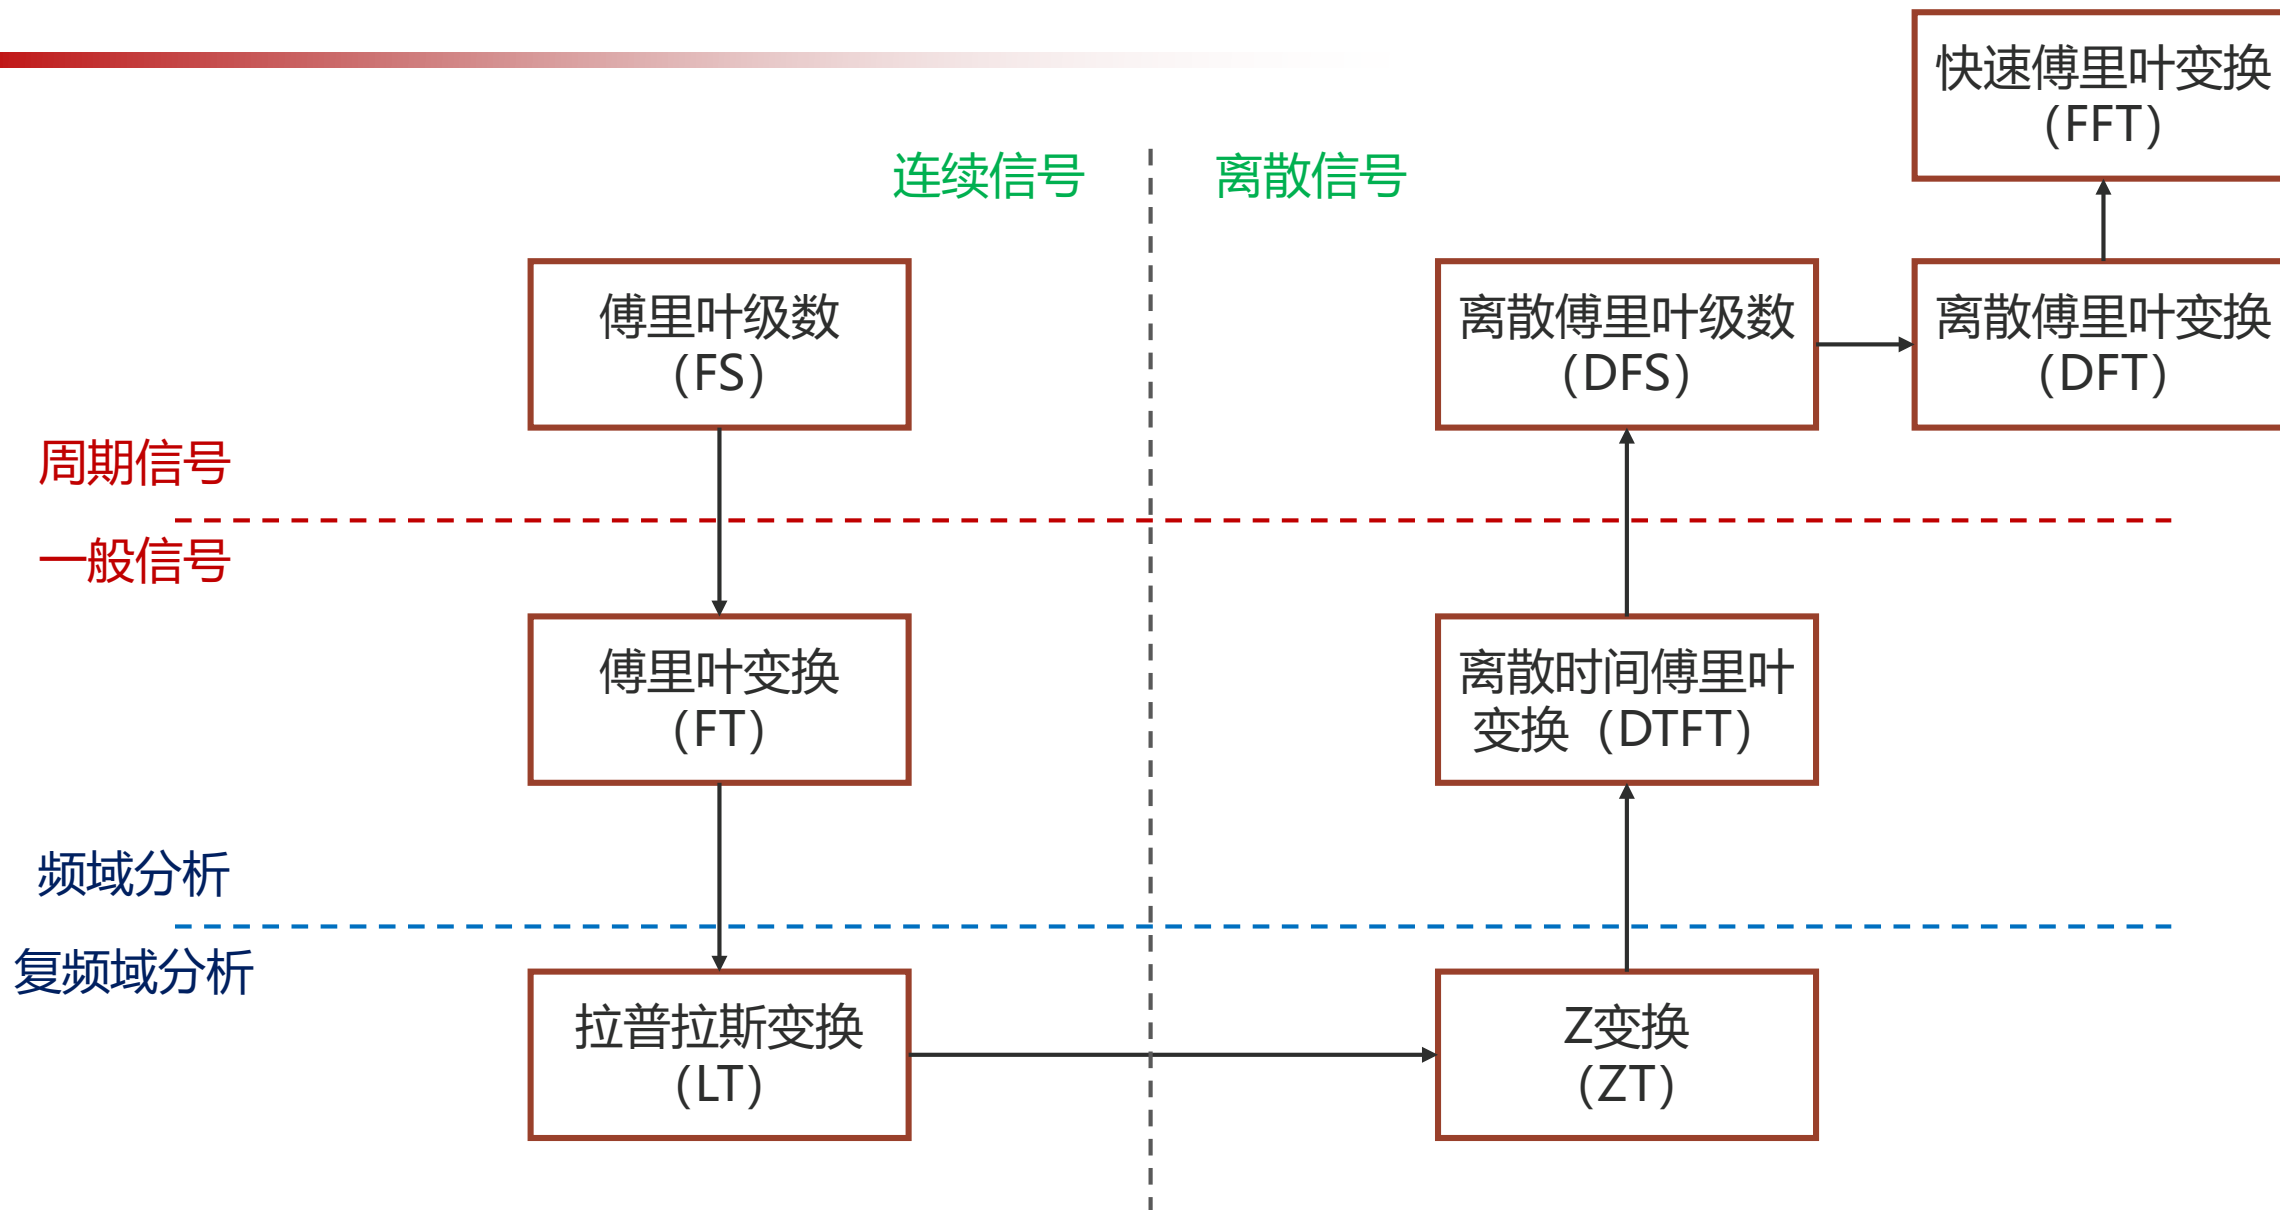 快速傅里叶变换
（FFT）
连续信号
离散信号
傅里叶级数
（FS）
离散傅里叶级数
（DFS）
离散傅里叶变换
（DFT）
周期信号
一般信号
傅里叶变换
（FT）
离散时间傅里叶
变换（DTFT）
频域分析
复频域分析
拉普拉斯变换
（LT）
Z变换
（ZT）